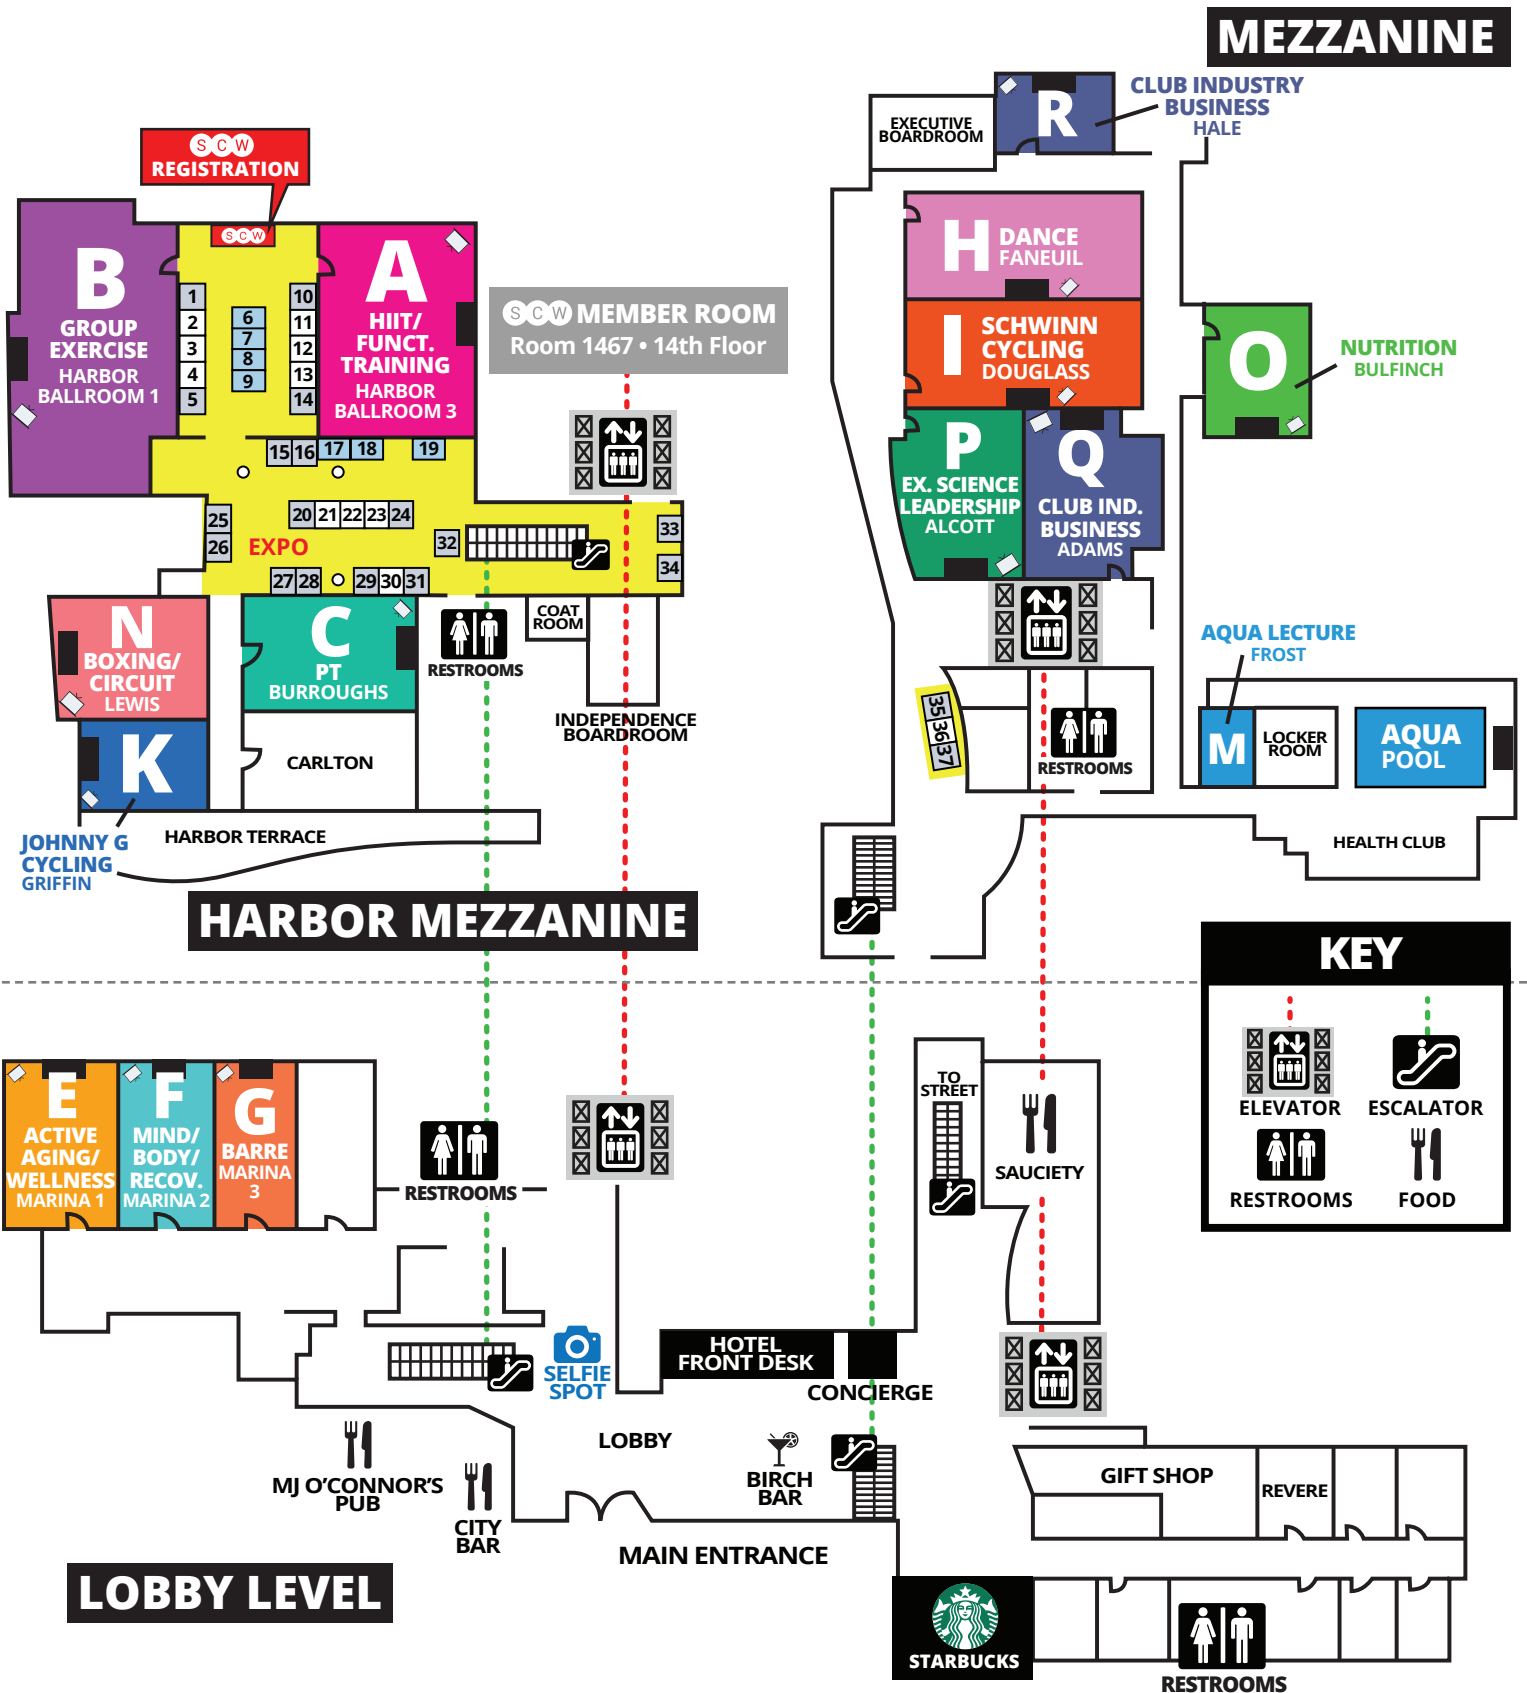 MEZZANINE
R
CLUB INDUSTRY
BUSINESS
HALE
EXECUTIVE
BOARDROOM
SCW
REGISTRATION
SCW
B
GROUP
EXERCISE
HARBOR
BALLROOM 1
A
HIIT/
FUNCT.
TRAINING
HARBOR
BALLROOM 3
1
2
3
4
5
6
7
8
9
10
11
12
13
14
15 16 17 18 19
20 21 22 23 24
25
26
EXPO
27 28 29 30 31
32
33
34
SCW MEMBER ROOM
Room 1467 • 14th Floor
H
DANCE
FANEUIL
I
SCHWINN
CYCLING
DOUGLASS
P
EX. SCIENCE
LEADERSHIP
ALCOTT
Q
CLUB IND.
BUSINESS
ADAMS
O
NUTRITION
BULFINCH
N
BOXING/
CIRCUIT
LEWIS
C
PT
BURROUGHS
RESTROOMS
COAT
ROOM
INDEPENDENCE
BOARDROOM
K
JOHNNY G
CYCLING
GRIFFIN
CARLTON
HARBOR TERRACE
HARBOR MEZZANINE
35 36 37
RESTROOMS
AQUA LECTURE
FROST
M
LOCKER
ROOM
AQUA
POOL
HEALTH CLUB
KEY
ELEVATOR
ESCALATOR
RESTROOMS
FOOD
E
ACTIVE
AGING/
WELLNESS
MARINA 1
F
MIND/
BODY/
RECOV.
MARINA 2
G
BARRE
MARINA
3
RESTROOMS
TO
STREET
SAUCIETY
SELFIE
SPOT
HOTEL
FRONT DESK
CONCIERGE
LOBBY
BIRCH
BAR
MJ O'CONNOR'S
PUB
CITY
BAR
MAIN ENTRANCE
GIFT SHOP
REVERE
LOBBY LEVEL
STARBUCKS
RESTROOMS